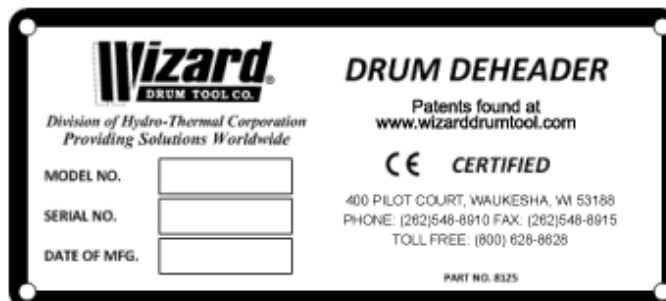 Wizard®
DRUM TOOL CO.
Division of Hydro-Thermal Corporation
Providing Solutions Worldwide
MODEL NO.
SERIAL NO.
DATE OF MFG.
DRUM DEHEADER
Patents found at
www.wizarddrumtool.com
CE CERTIFIED
400 PILOT COURT, WAUKESHA, WI 53188
PHONE: (262)548-8910 FAX: (262)548-8915
TOLL FREE: (800) 628-8628
PART NO. 8125